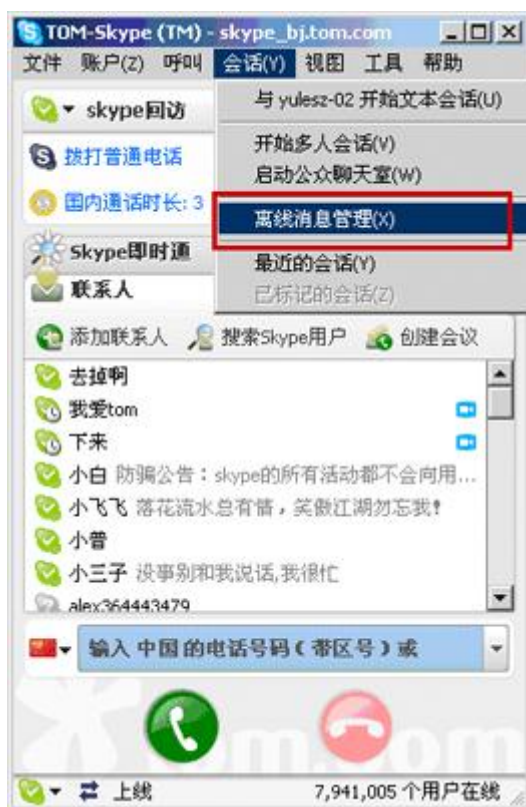 TOM-Skype (TM) - skype_bj.tom.com
文件 账户(Z) 呼叫 会话(Y) 视图 工具 帮助
与 yulesz-02 开始文本会话(U)
skype回访
开始多人会话(V)
拨打普通电话
启动公众聊天室(W)
国内通话时长: 3
离线消息管理(X)
Skype即时通
最近的会话(Y)
联系人
已标记的会话(Z)
添加联系人 搜索Skype用户 创建会议
去掉啊
我爱tom
下来
小白 防骗公告：skype的所有活动都不会向用...
小飞飞 落花流水总有情，笑傲江湖勿忘我!
小普
小三子 没事别和我说话,我很忙
alex364443479
输入 中国 的电话号码（带区号）或
Tom.com
上线 7,941,005 个用户在线